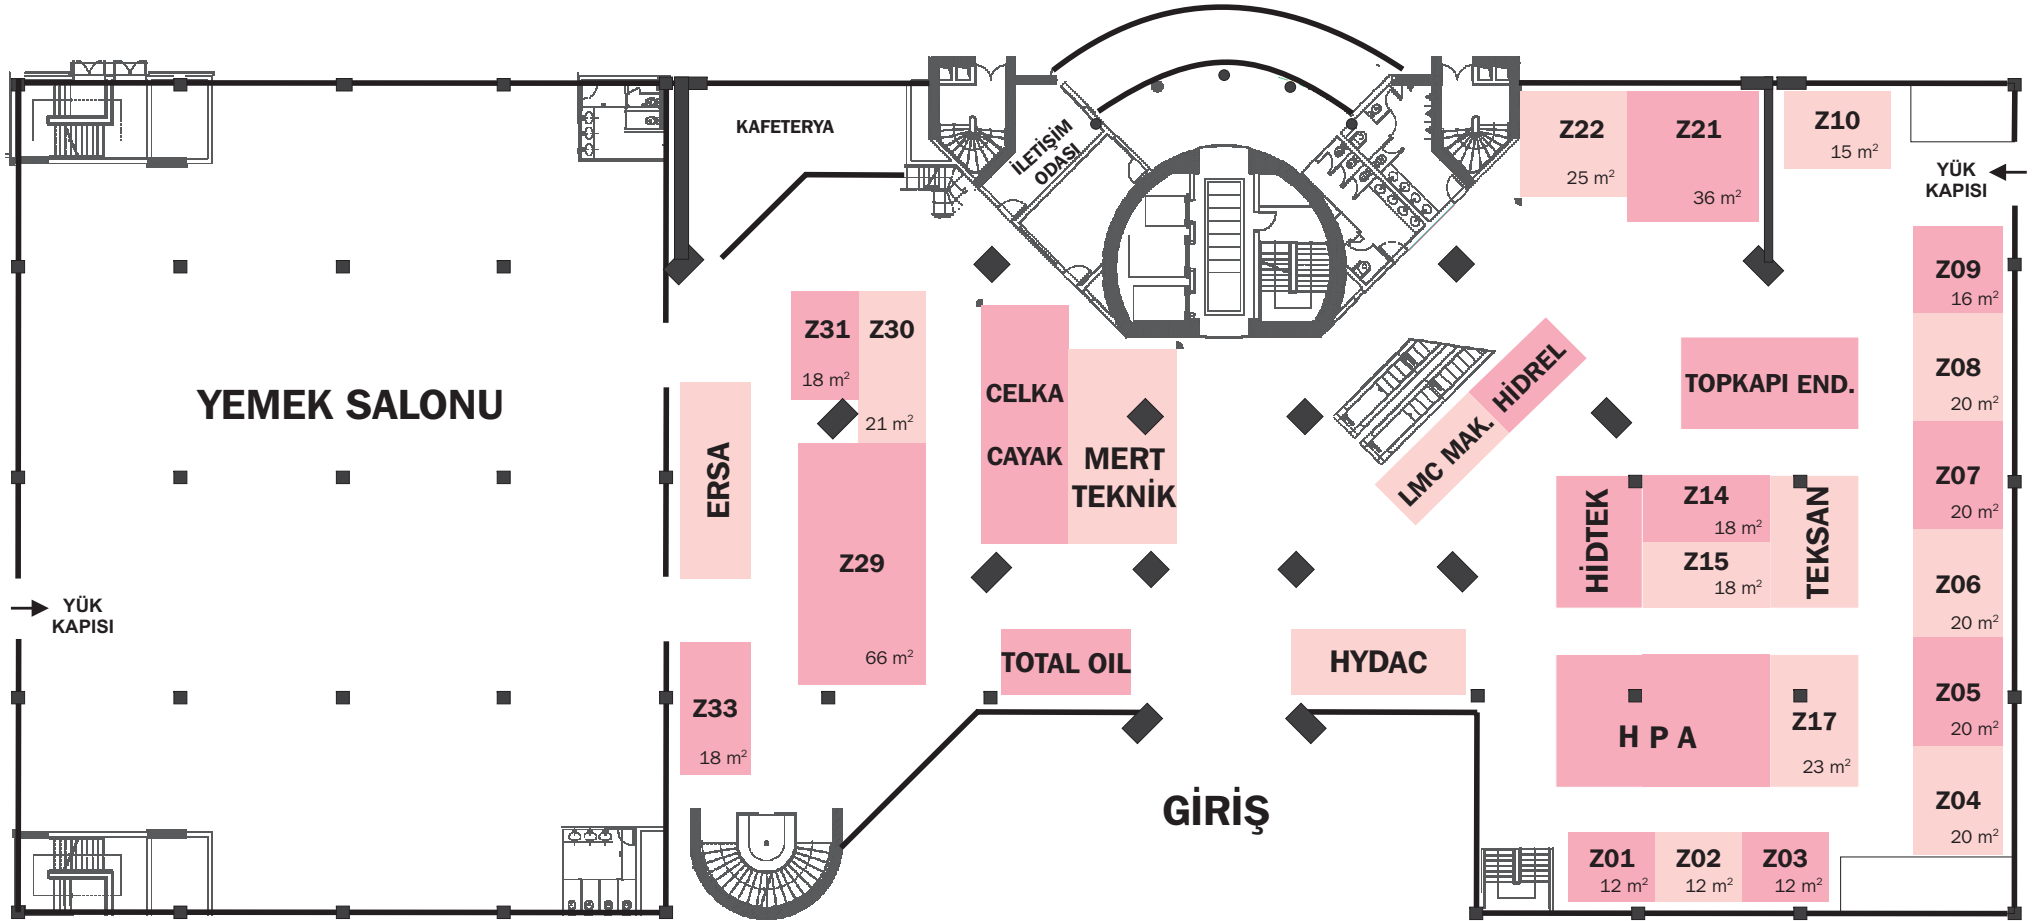 KAFETERYA
İLETİŞİM
ODASI
Z22
25 m²
Z21
36 m²
Z10
15 m²
YÜK
KAPISI
Z09
16 m²
Z31
18 m²
Z30
21 m²
CELKA
CAYAK
MERT
TEKNİK
HİDREL
LMC MAK.
TOPKAPI END.
Z08
20 m²
YEMEK SALONU
ERSA
Z07
20 m²
HİDTEK
Z14
18 m²
Z15
18 m²
TEKSAN
Z29
66 m²
Z06
20 m²
YÜK
KAPISI
TOTAL OIL
HYDAC
Z33
18 m²
H P A
Z17
23 m²
Z05
20 m²
GİRİŞ
Z04
20 m²
Z01
12 m²
Z02
12 m²
Z03
12 m²